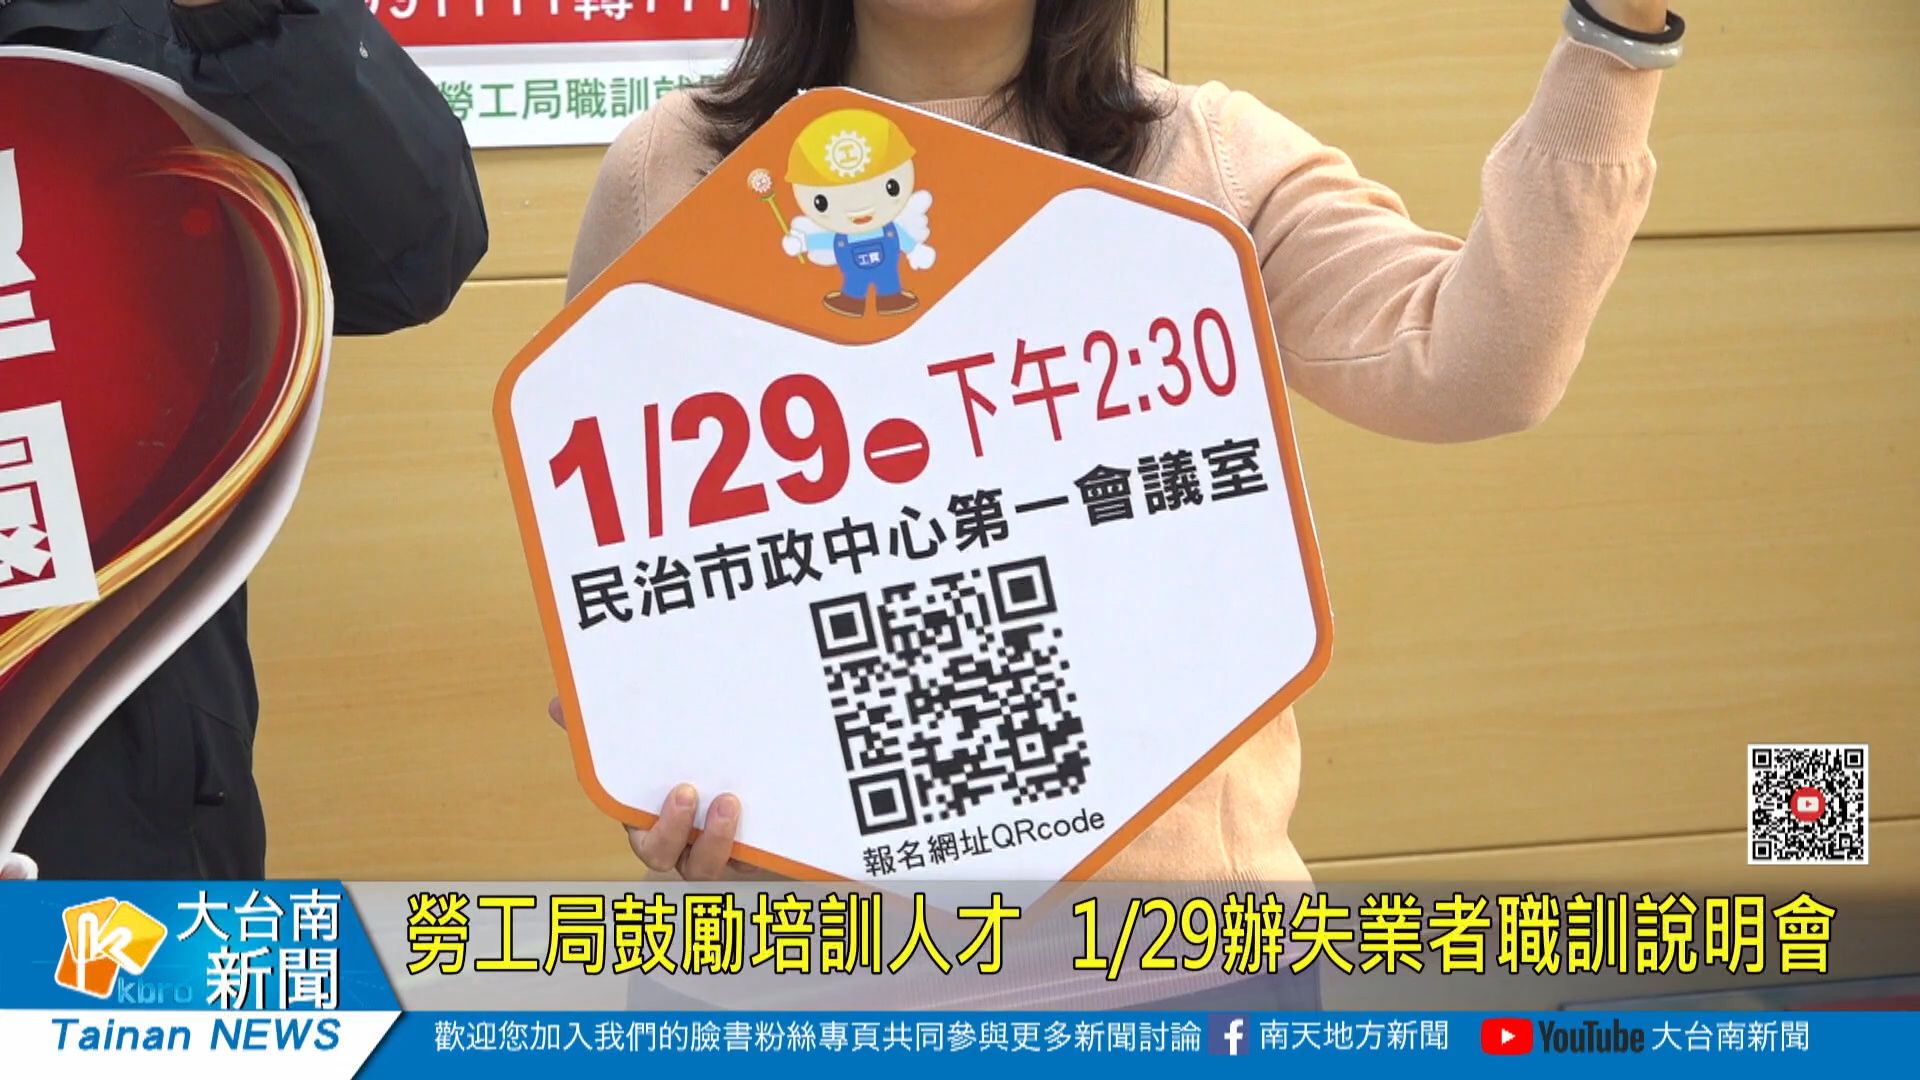 勞工局職訓就
工
1/29 一 下午2:30
民治市政中心第一會議室
報名網址QRcode
勞工局鼓勵培訓人才 1/29辦失業者職訓說明會
大台南
新聞
kbro
Tainan NEWS
歡迎您加入我們的臉書粉絲專頁共同參與更多新聞討論 f 南天地方新聞 YouTube 大台南新聞